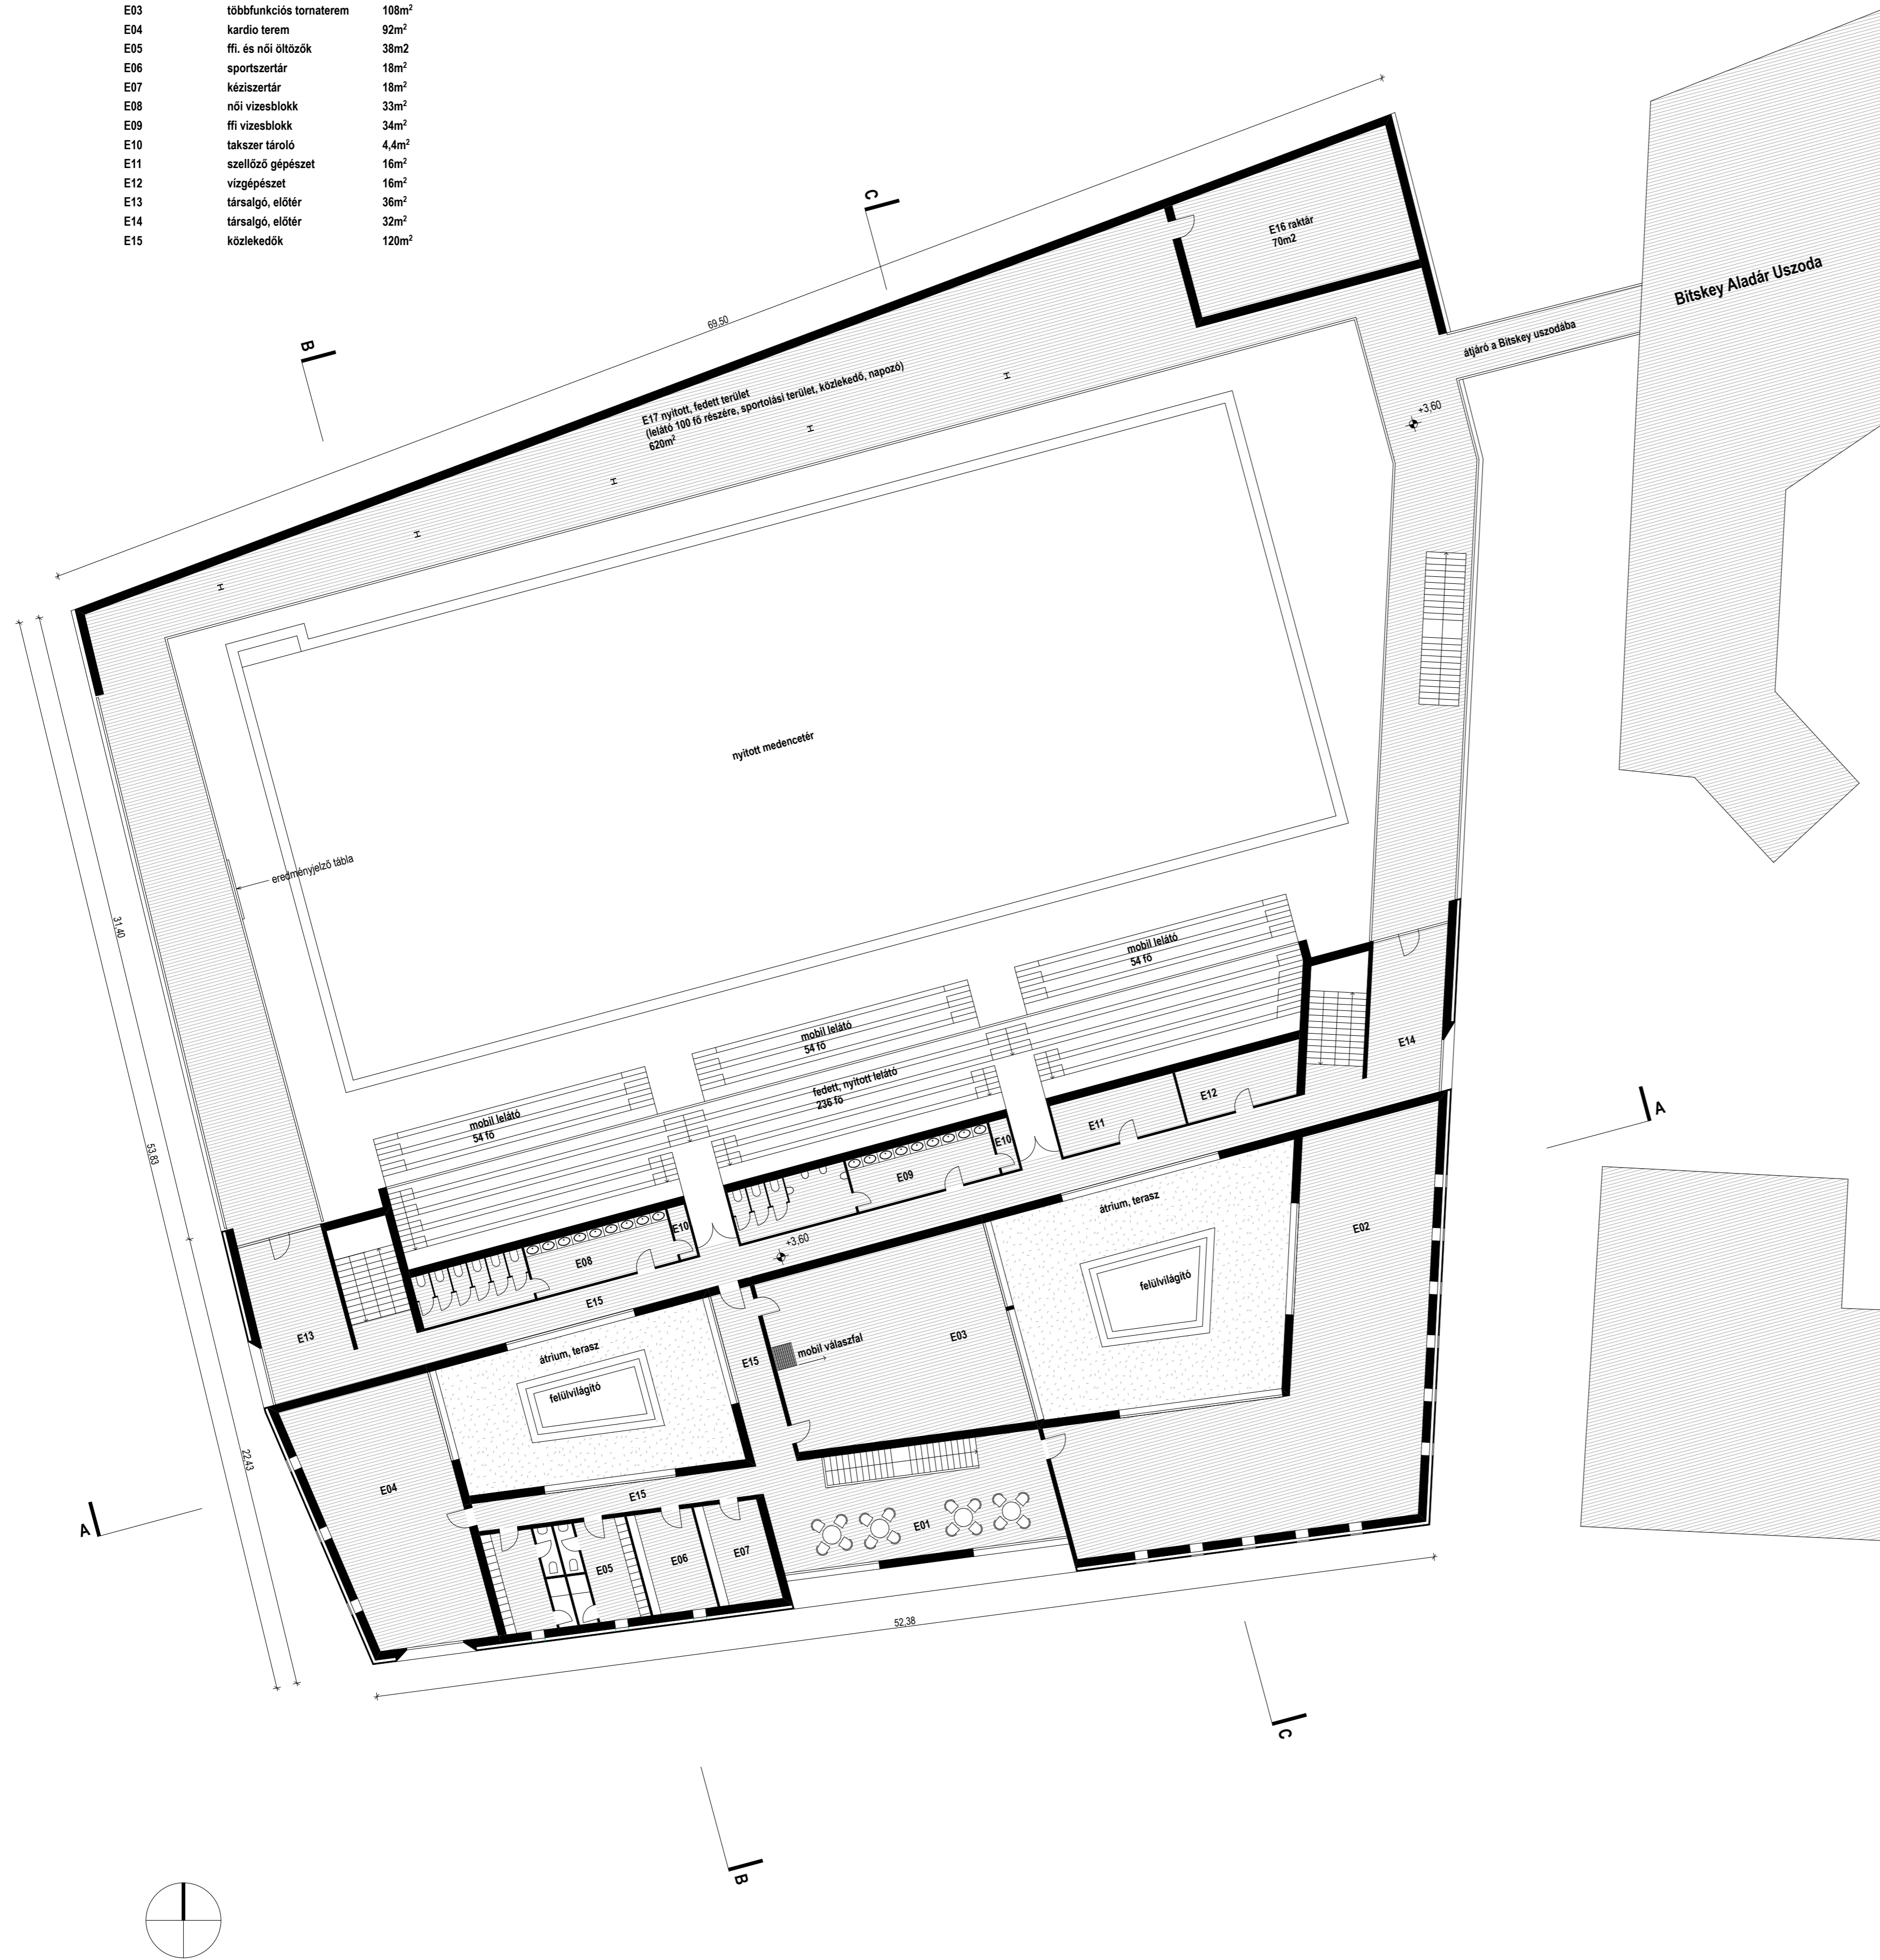 E03 többfunkciós tornaterem 108m²
E04 kardio terem 92m²
E05 ffi. és női öltözők 38m2
E06 sportszertár 18m²
E07 kéziszertár 18m²
E08 női vizesblokk 33m²
E09 ffi vizesblokk 34m²
E10 takszer tároló 4,4m²
E11 szellőző gépészet 16m²
E12 vízgépészet 16m²
E13 társalgó, előtér 36m²
E14 társalgó, előtér 32m²
E15 közlekedők 120m²
C
E16 raktár
70m2
Bitskey Aladár Uszoda
69,50
átjáró a Bitskey uszodába
B
E17 nyitott, fedett terület
(lelátó 100 fő részére, sportolási terület, közlekedő, napozó)
620m²
+3,60
nyitott medencetér
eredményjelző tábla
31,40
mobil lelátó
54 fő
mobil lelátó
54 fő
E14
fedett, nyitott lelátó
236 fő
E12
E11
A
mobil lelátó
54 fő
53,83
E10
E09
átrium, terasz
E02
E10
+3,60
E08
felülvilágító
E15
E13
E03
átrium, terasz
mobil válaszfal
E15
felülvilágító
22,43
E04
E15
A
E01
E07
E06
E05
52,38
C
B